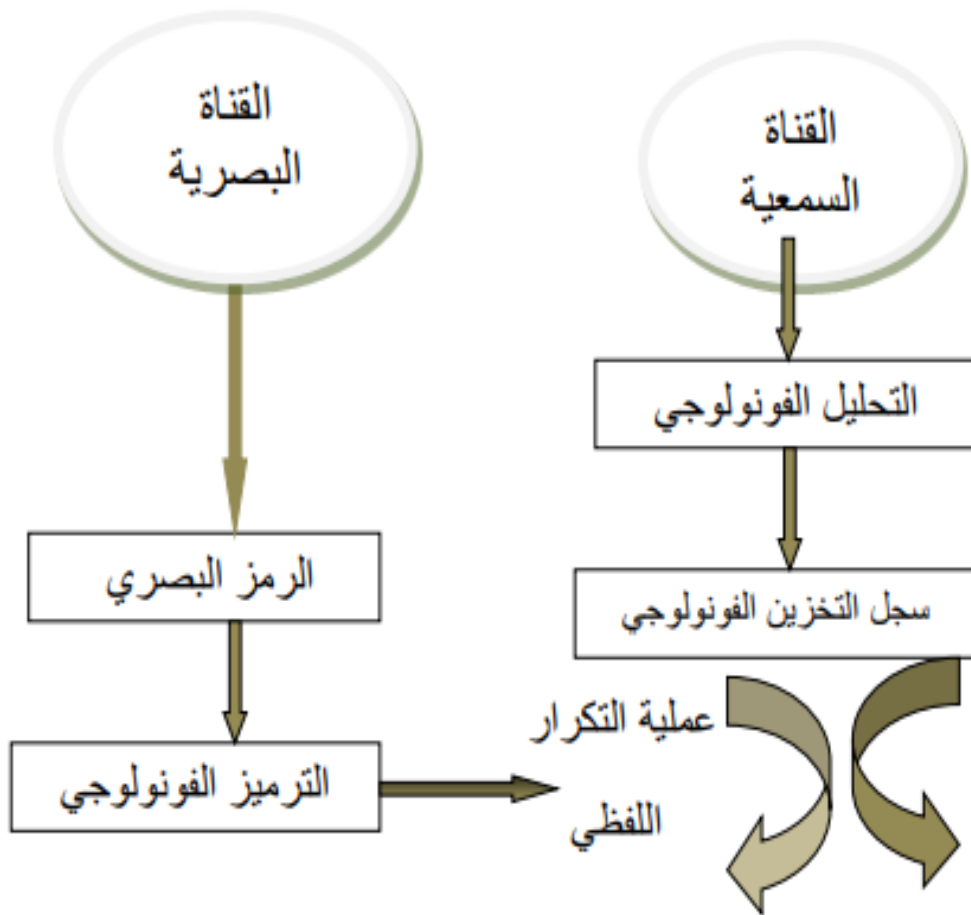 القناة
السمعية
التحليل الفونولوجي
سجل التخزين الفونولوجي
القناة
البصرية
الرمز البصري
الترميز الفونولوجي
عملية التكرار
اللفظي